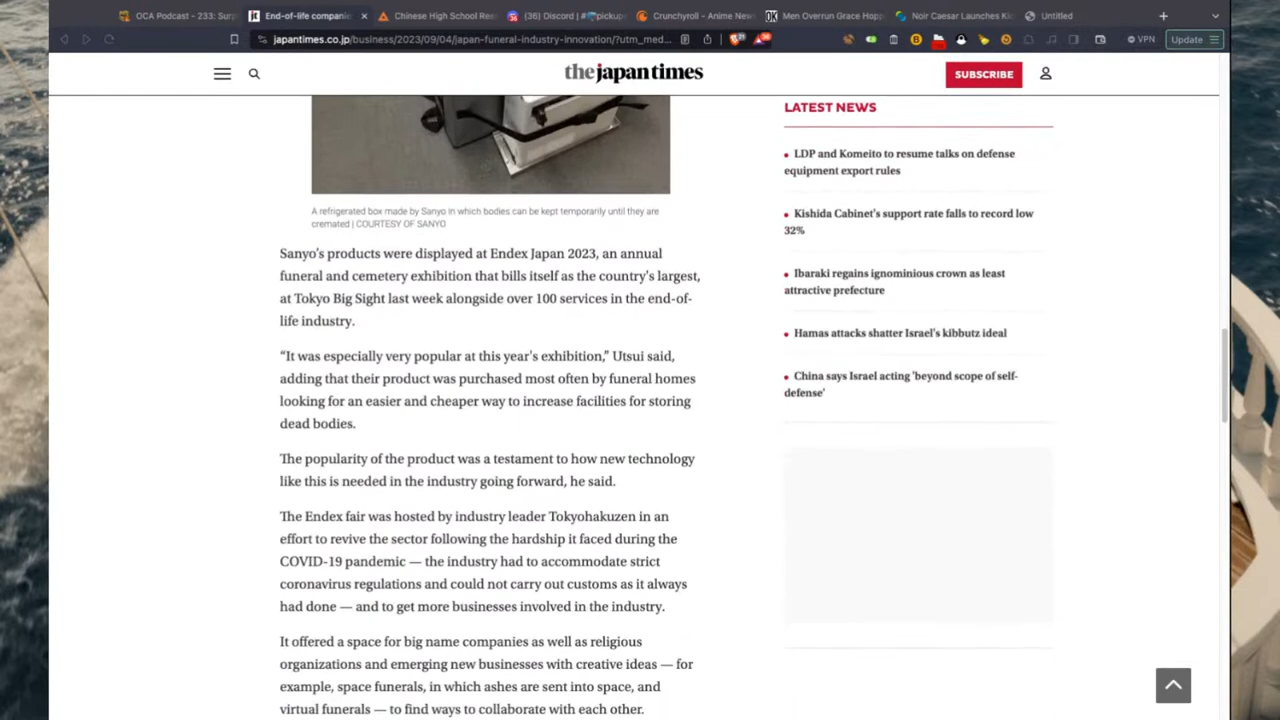 OCA Podcast - 233: Surp
End-of-life companie
Chinese High School Res
(36) Discord | #
pickup
Crunchyroll - Anime News
Men Overrun Grace Hopp
Noir Caesar Launches Ki
Untitled
japantimes.co.jp/business/2023/09/04/japan-funeral-industry-innovation/?utm_med...
VPN
Update
the japan times
SUBSCRIBE
LATEST NEWS
LDP and Komeito to resume talks on defense
equipment export rules
Kishida Cabinet's support rate falls to record low
32%
Ibaraki regains ignominious crown as least
attractive prefecture
Hamas attacks shatter Israel's kibbutz ideal
China says Israel acting 'beyond scope of self-
defense'
A refrigerated box made by Sanyo in which bodies can be kept temporarily until they are
cremated | COURTESY OF SANYO
Sanyo's products were displayed at Endex Japan 2023, an annual
funeral and cemetery exhibition that bills itself as the country's largest,
at Tokyo Big Sight last week alongside over 100 services in the end-of-
life industry.
“It was especially very popular at this year's exhibition,” Utsui said,
adding that their product was purchased most often by funeral homes
looking for an easier and cheaper way to increase facilities for storing
dead bodies.
The popularity of the product was a testament to how new technology
like this is needed in the industry going forward, he said.
The Endex fair was hosted by industry leader Tokyohakuzen in an
effort to revive the sector following the hardship it faced during the
COVID-19 pandemic — the industry had to accommodate strict
coronavirus regulations and could not carry out customs as it always
had done — and to get more businesses involved in the industry.
It offered a space for big name companies as well as religious
organizations and emerging new businesses with creative ideas — for
example, space funerals, in which ashes are sent into space, and
virtual funerals — to find ways to collaborate with each other.